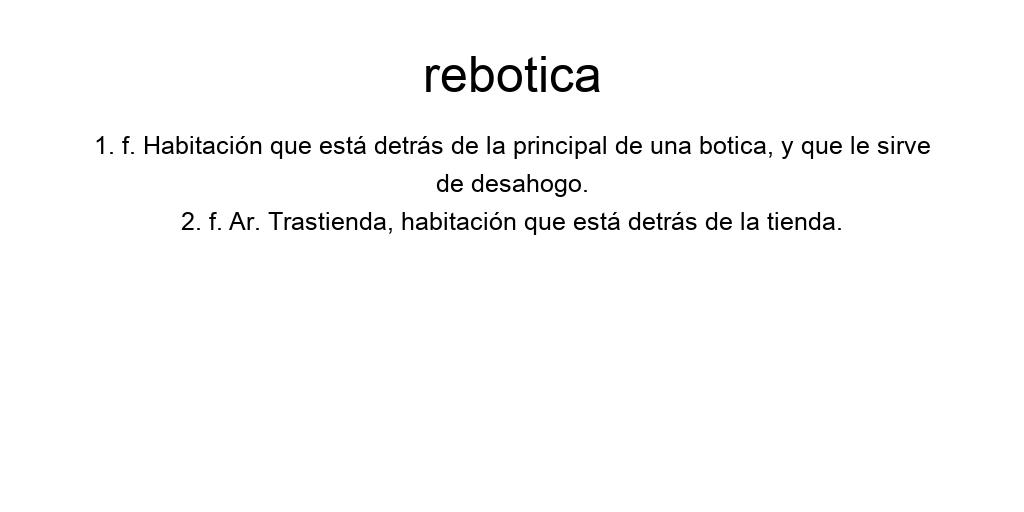 rebotica
1. f. Habitación que está detrás de la principal de una botica, y que le sirve
de desahogo.
2. f. Ar. Trastienda, habitación que está detrás de la tienda.